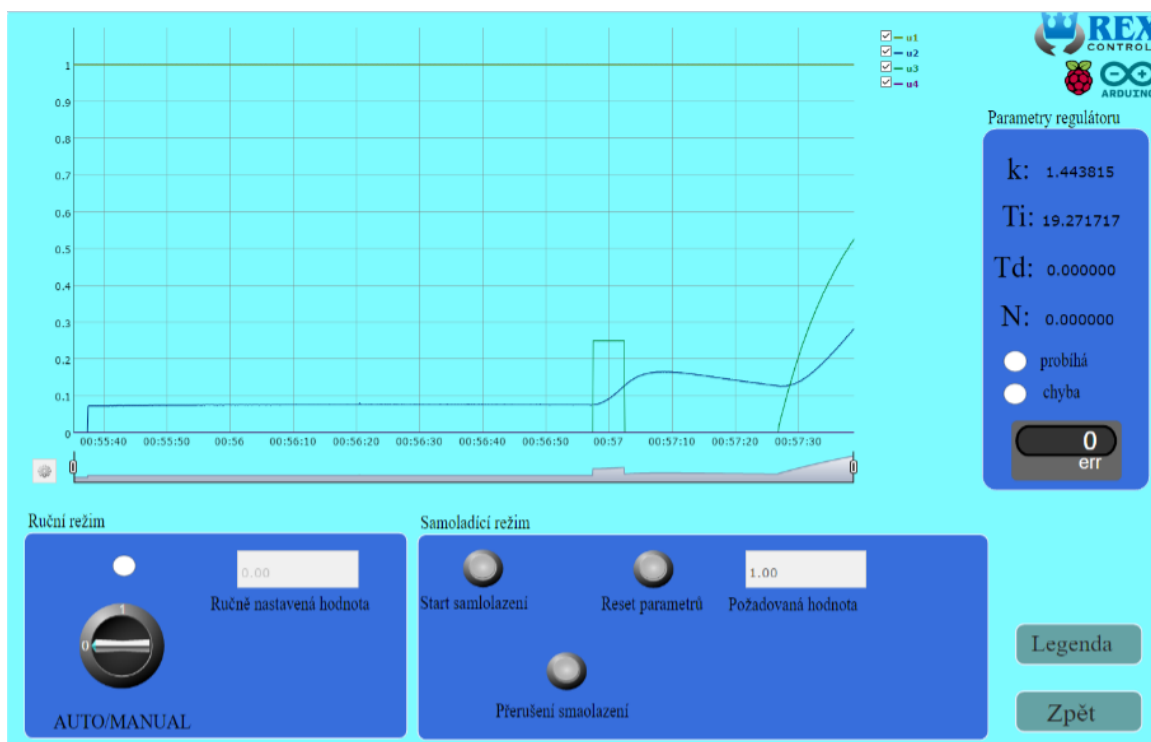 1
0.9
0.8
0.7
0.6
0.5
0.4
0.3
0.2
0.1
0
00:55:40 00:55:50 00:56 00:56:10 00:56:20 00:56:30 00:56:40 00:56:50 00:57 00:57:10 00:57:20 00:57:30
u1
u2
u3
u4
REX
CONTROL
ARDUINO
Parametry regulátoru
k: 1.443815
Ti: 19.271717
Td: 0.000000
N: 0.000000
probíhá
chyba
0
err
Ruční režim
0.00
Ručně nastavená hodnota
1
0
AUTO/MANUAL
Samoladící režim
Start samlolazení
Reset parametrů
1.00
Požadovaná hodnota
Přerušení smaolazení
Legenda
Zpět